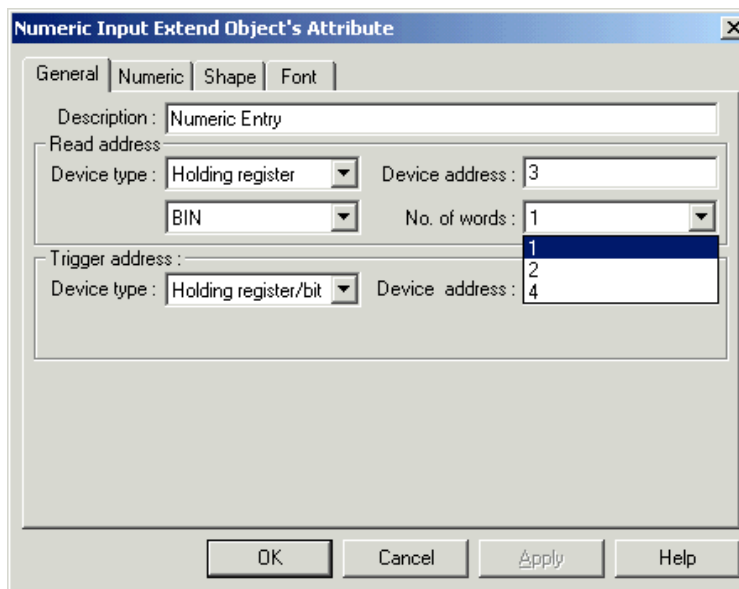 Numeric Input Extend Object's Attribute
General Numeric Shape Font
Description : Numeric Entry
Read address
Device type : Holding register Device address : 3
BIN No. of words : 1
1
Trigger address :
2
Device type : Holding register/bit Device address : 4
OK Cancel Apply Help